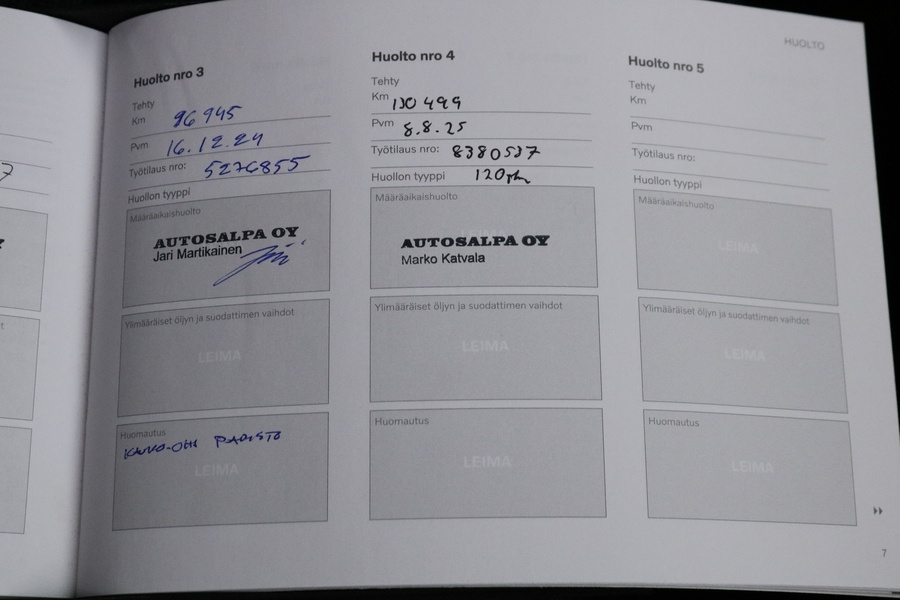 HUOLTO
Huolto nro 3
Tehty
Km 96 945
Pvm 16.12.24
Työtilaus nro: 5276855
Huollon tyyppi
Määräaikaishuolto
AUTOSALPA OY
Jari Martikainen
Ylimääräiset öljyn ja suodattimen vaihdot
LEIMA
Huomautus
LEIMA
Huolto nro 4
Tehty
Km 110 499
Pvm 8.8.25
Työtilaus nro: 8380537
Huollon tyyppi
Määräaikaishuolto
AUTOSALPA OY
Marko Katvala
Ylimääräiset öljyn ja suodattimen vaihdot
LEIMA
Huomautus
LEIMA
Huolto nro 5
Tehty
Km
Pvm
Työtilaus nro:
Huollon tyyppi
Määräaikaishuolto
LEIMA
Ylimääräiset öljyn ja suodattimen vaihdot
LEIMA
Huomautus
LEIMA
7